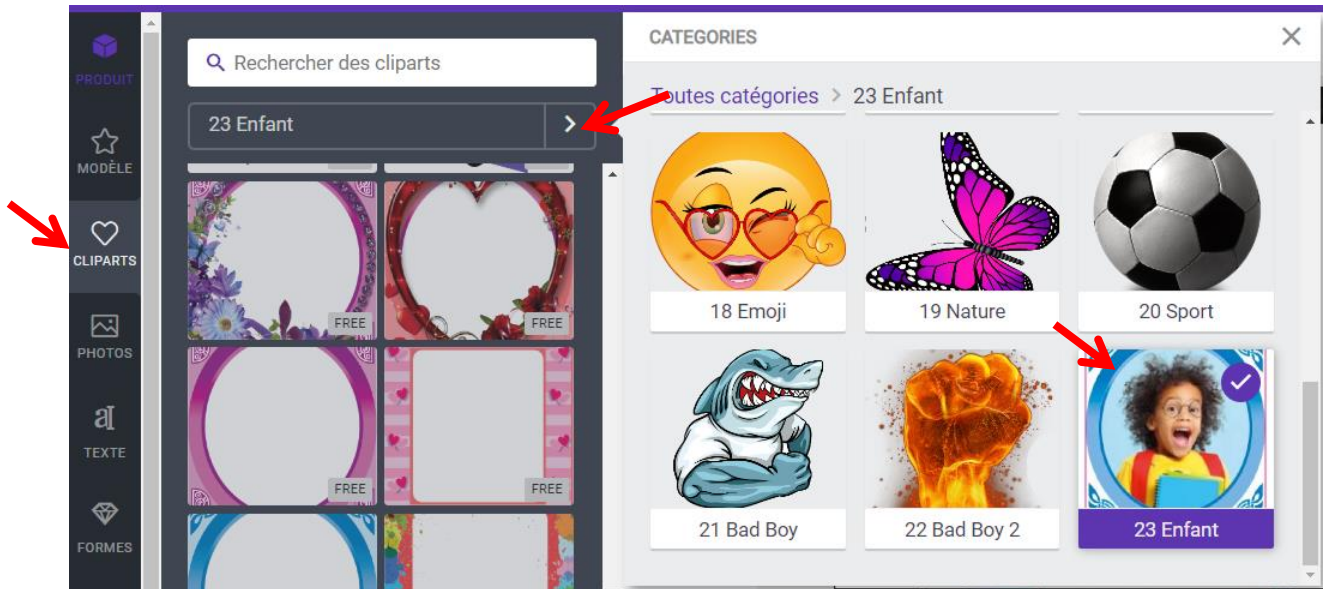 PRODUIT
MODÈLE
CLIPARTS
PHOTOS
aI
TEXTE
FORMES
Rechercher des cliparts
23 Enfant
FREE
FREE
FREE
FREE
CATEGORIES
Toutes catégories > 23 Enfant
18 Emoji
19 Nature
20 Sport
21 Bad Boy
22 Bad Boy 2
23 Enfant